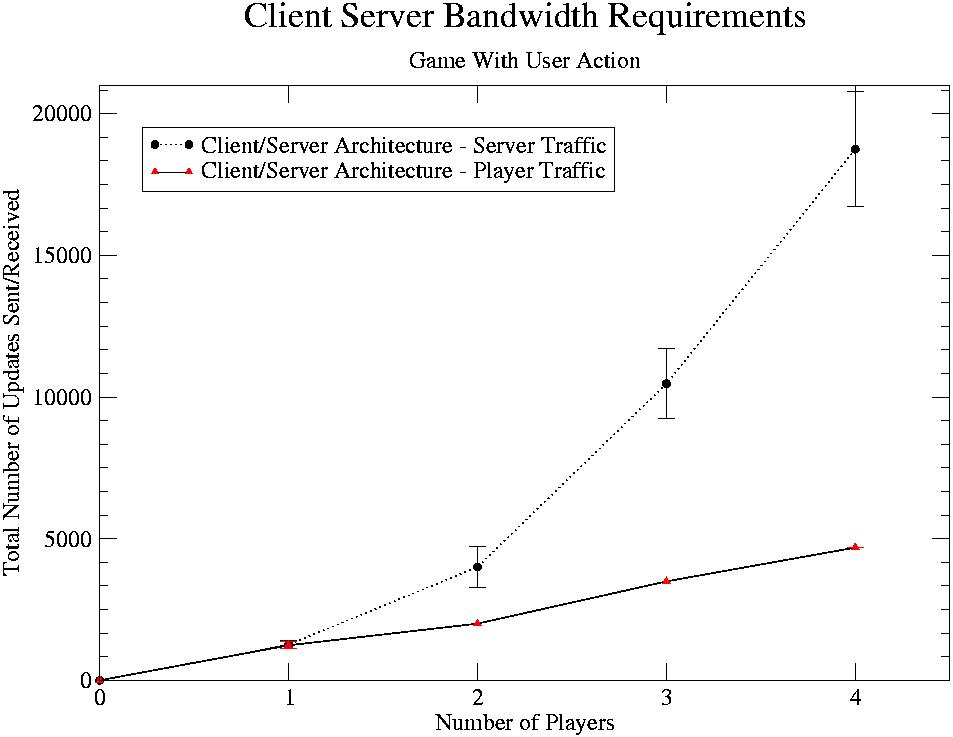 Client Server Bandwidth Requirements
Game With User Action
Client/Server Architecture - Server Traffic
Client/Server Architecture - Player Traffic
Total Number of Updates Sent/Received
20000
15000
10000
5000
0
0 1 2 3 4
Number of Players